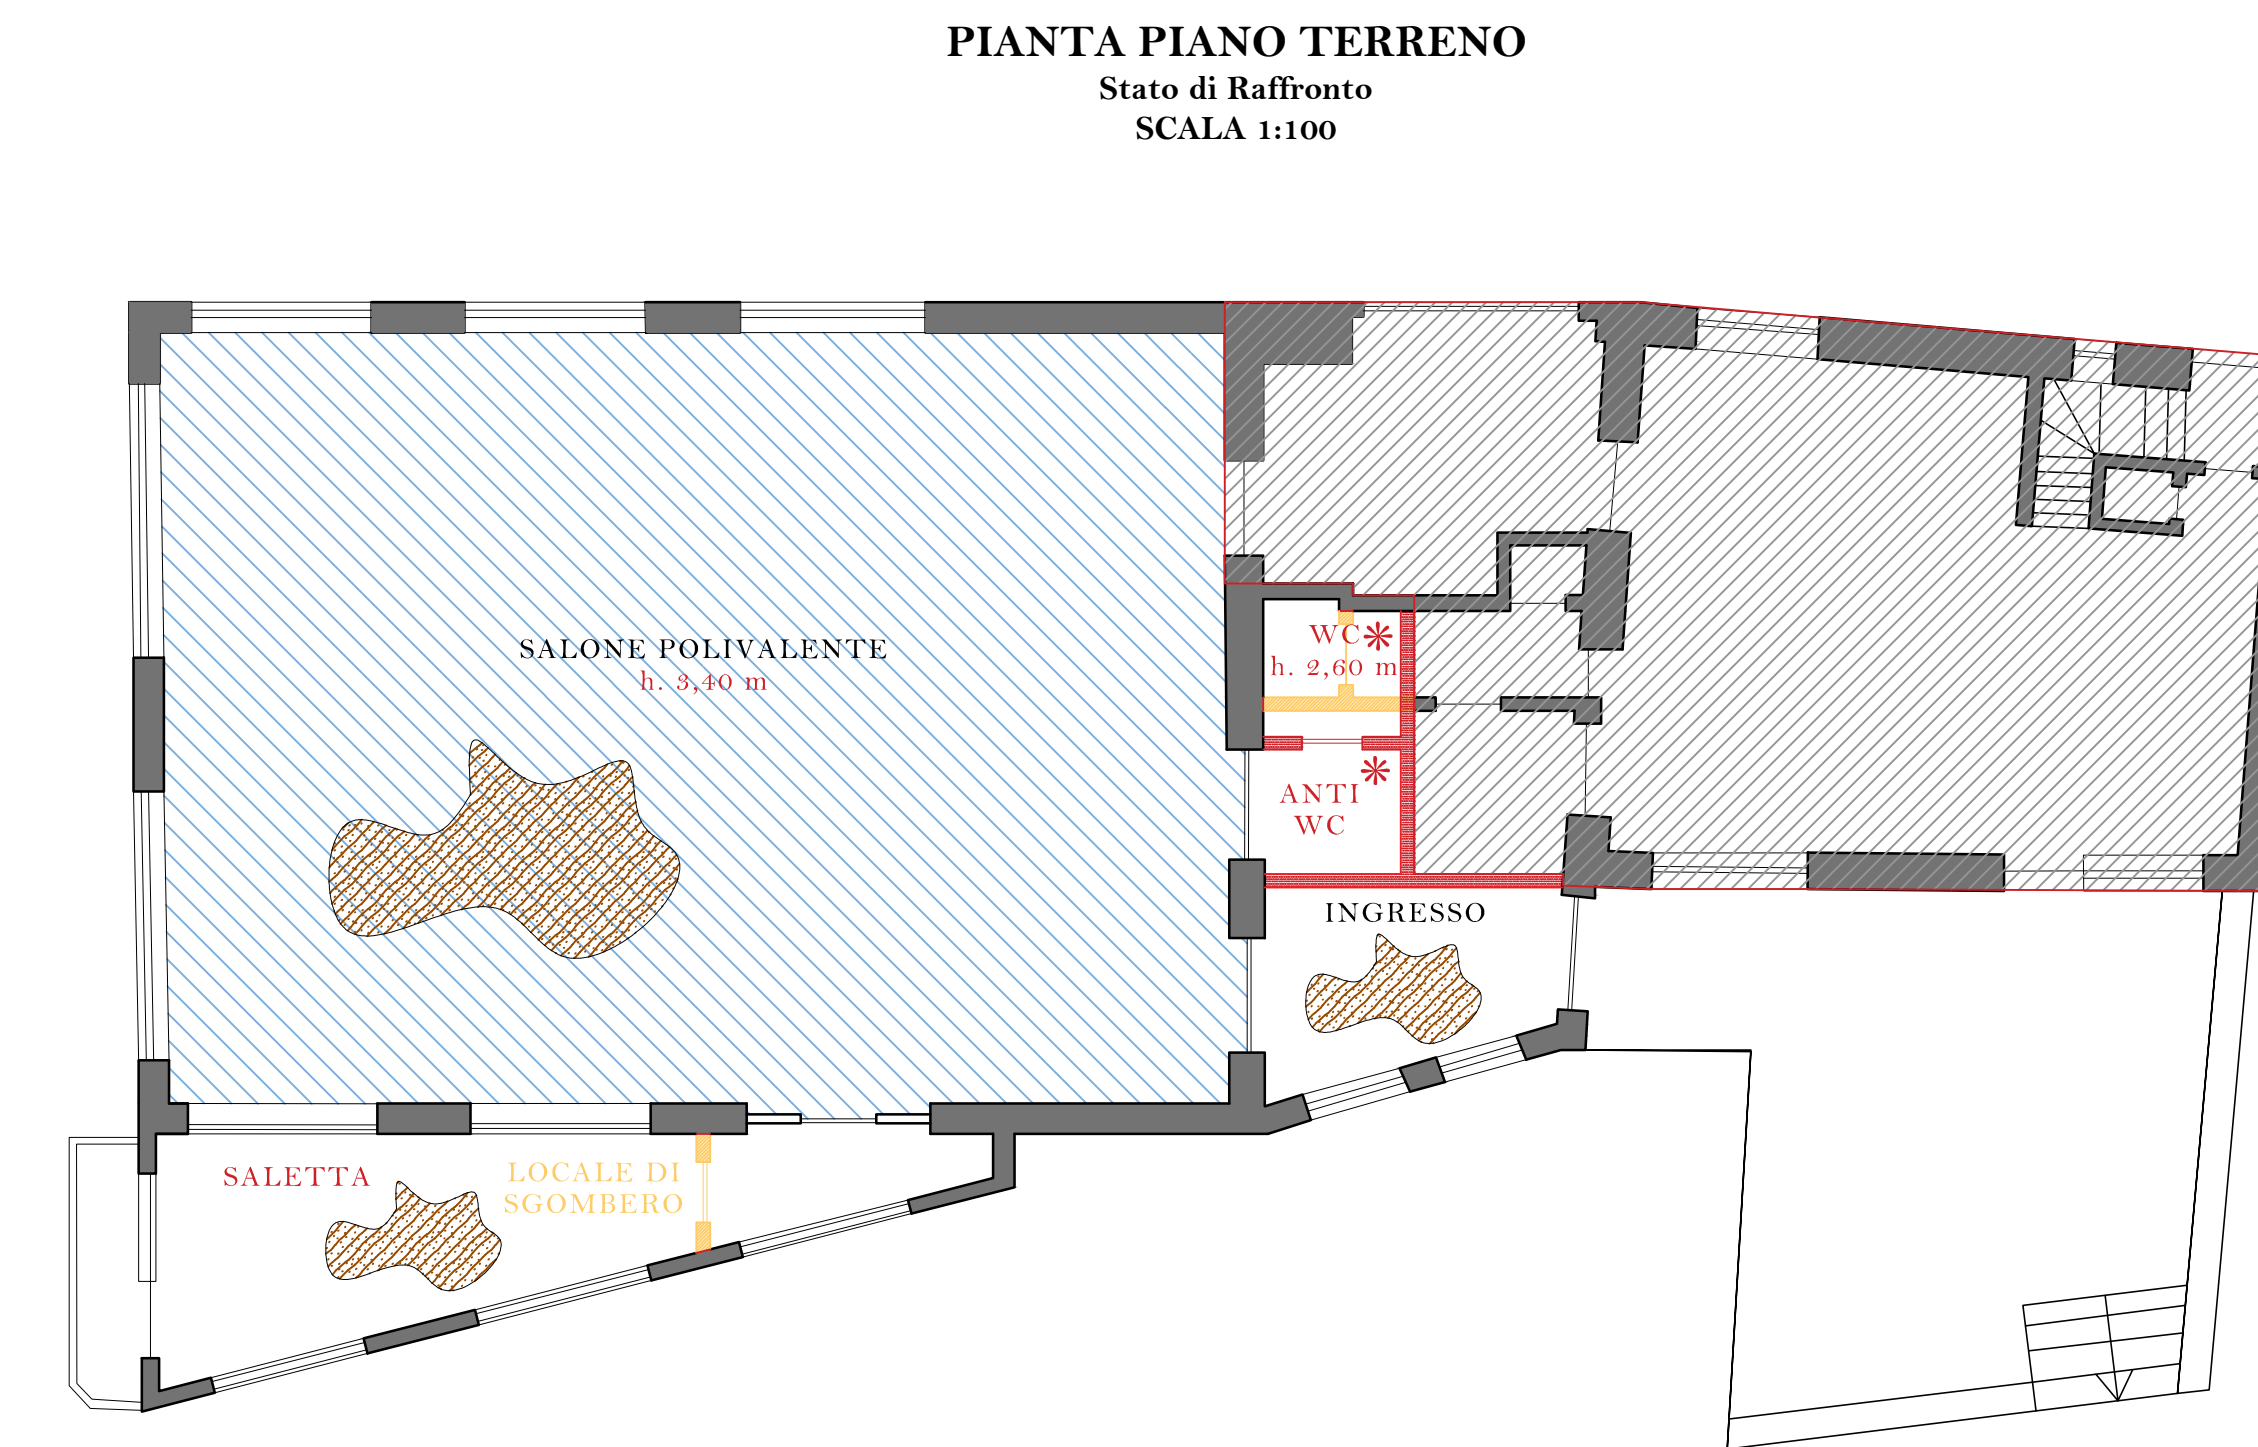 PIANTA PIANO TERRENO
Stato di Raffronto
SCALA 1:100
SALONE POLIVALENTE
h. 3,40 m
WC
h. 2,60 m
ANTI
WC
INGRESSO
SALETTA
LOCALE DI
SGOMBERO